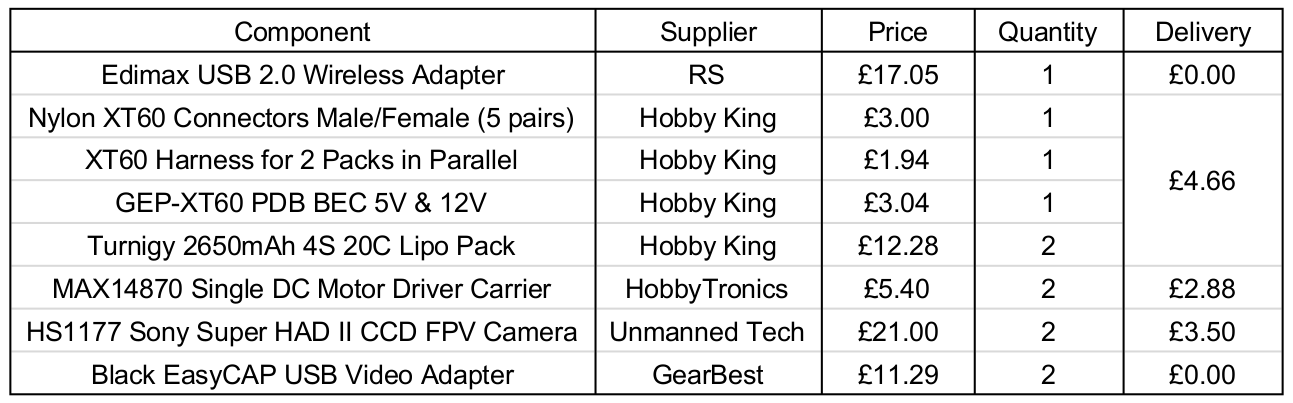 Component Supplier Price Quantity Delivery
Edimax USB 2.0 Wireless Adapter RS £17.05 1 £0.00
Nylon XT60 Connectors Male/Female (5 pairs) Hobby King £3.00 1
XT60 Harness for 2 Packs in Parallel Hobby King £1.94 1
£4.66
GEP-XT60 PDB BEC 5V & 12V Hobby King £3.04 1
Turnigy 2650mAh 4S 20C Lipo Pack Hobby King £12.28 2
MAX14870 Single DC Motor Driver Carrier HobbyTronics £5.40 2 £2.88
HS1177 Sony Super HAD II CCD FPV Camera Unmanned Tech £21.00 2 £3.50
Black EasyCAP USB Video Adapter GearBest £11.29 2 £0.00